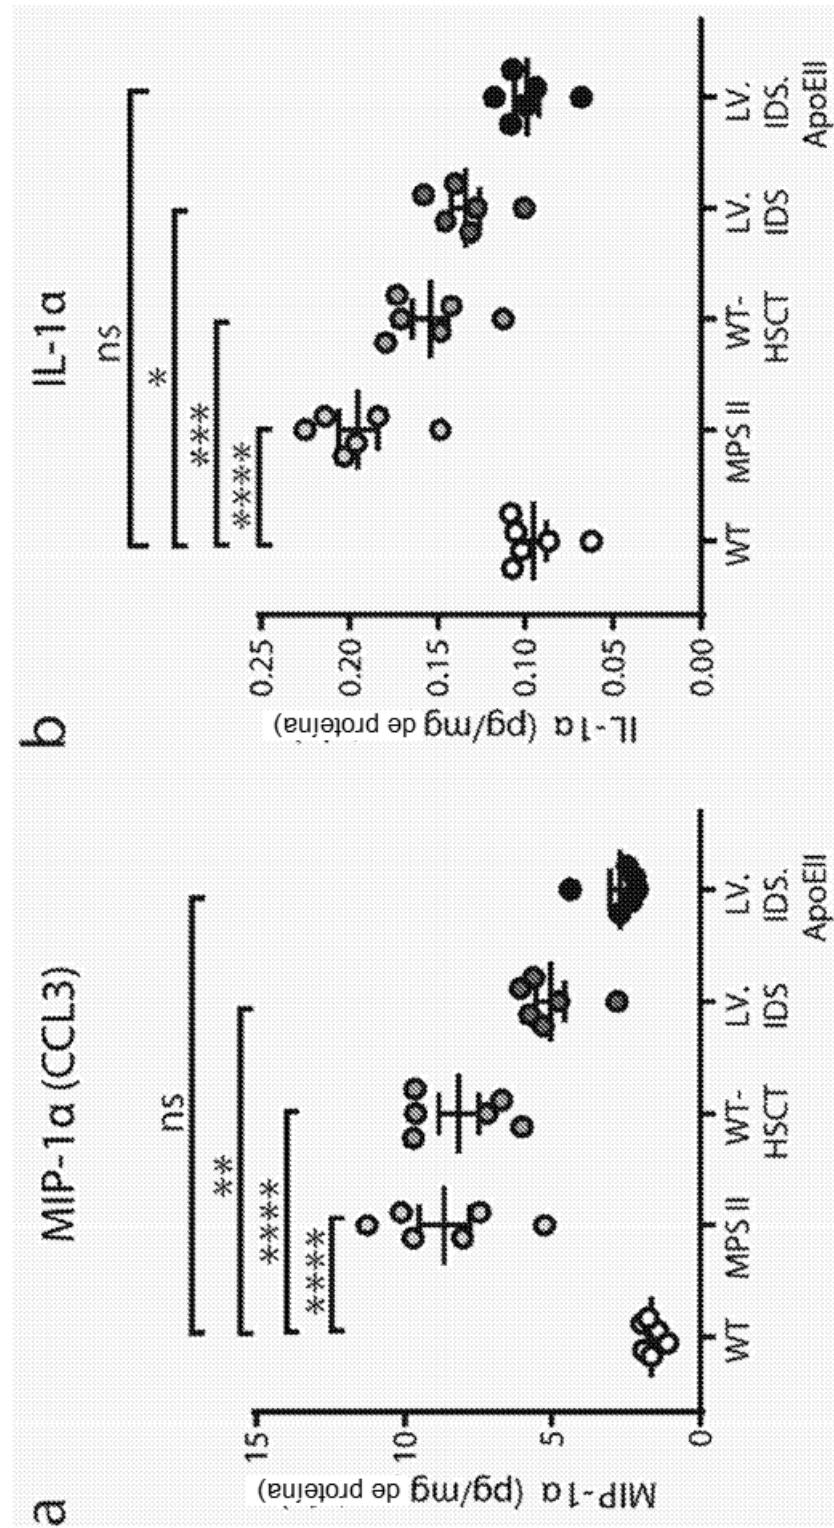 a
MIP-1α (CCL3)
ns
**
****
****
15
10
5
0
MIP-1α (pg/mg de proteína)
WT
MPS II
WT-
HSCT
LV.
IDS
LV.
IDS.
ApoEII
b
IL-1α
ns
*
***
****
0.25
0.20
0.15
0.10
0.05
0.00
IL-1α (pg/mg de proteína)
WT
MPS II
WT-
HSCT
LV.
IDS
LV.
IDS.
ApoEII